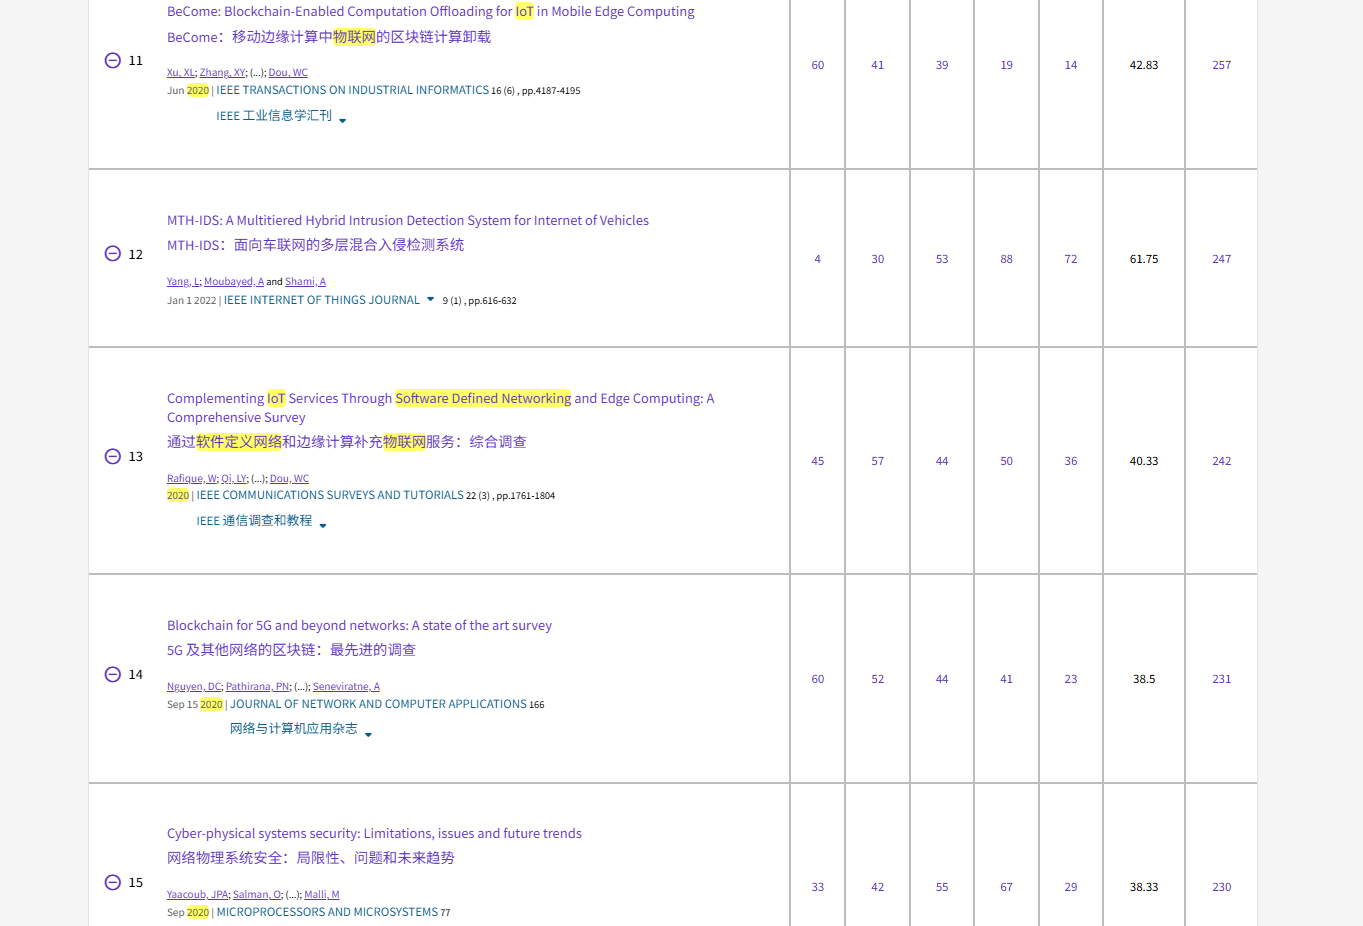 BeCome: Blockchain-Enabled Computation Offloading for IoT in Mobile Edge Computing
BeCome：移动边缘计算中物联网的区块链计算卸载
11
60 41 39 19 14 42.83 257
Xu, XL; Zhang, XY; (...); Dou, WC
Jun 2020 | IEEE TRANSACTIONS ON INDUSTRIAL INFORMATICS 16 (6) , pp.4187-4195
IEEE 工业信息学汇刊
MTH-IDS: A Multitiered Hybrid Intrusion Detection System for Internet of Vehicles
MTH-IDS：面向车联网的多层混合入侵检测系统
12
4 30 53 88 72 61.75 247
Yang, L; Moubayed, A and Shami, A
Jan 1 2022 | IEEE INTERNET OF THINGS JOURNAL 9 (1) , pp.616-632
Complementing IoT Services Through Software Defined Networking and Edge Computing: A
Comprehensive Survey
通过软件定义网络和边缘计算补充物联网服务：综合调查
13
45 57 44 50 36 40.33 242
Rafique, W; Qi, LY; (...); Dou, WC
2020 | IEEE COMMUNICATIONS SURVEYS AND TUTORIALS 22 (3) , pp.1761-1804
IEEE 通信调查和教程
Blockchain for 5G and beyond networks: A state of the art survey
5G 及其他网络的区块链：最先进的调查
14
60 52 44 41 23 38.5 231
Nguyen, DC; Pathirana, PN; (...); Seneviratne, A
Sep 15 2020 | JOURNAL OF NETWORK AND COMPUTER APPLICATIONS 166
网络与计算机应用杂志
Cyber-physical systems security: Limitations, issues and future trends
网络物理系统安全：局限性、问题和未来趋势
15
33 42 55 67 29 38.33 230
Yaacoub, JPA; Salman, O; (...); Malli, M
Sep 2020 | MICROPROCESSORS AND MICROSYSTEMS 77